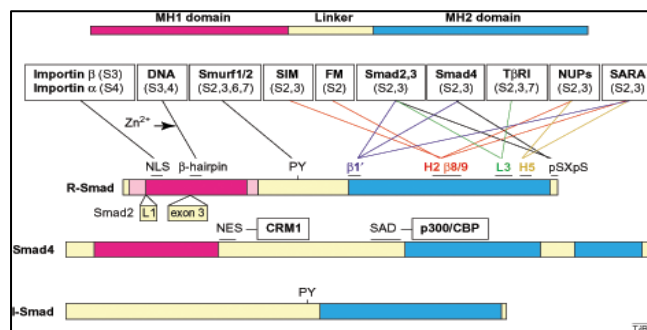 MH1 domain Linker MH2 domain
Importin β (S3)
Importin α (S4)
DNA
(S3,4)
Smurf1/2
(S2,3,6,7)
SIM
(S2,3)
FM
(S2)
Smad2,3
(S2,3)
Smad4
(S2,3)
TβRI
(S2,3,7)
NUPs
(S2,3)
SARA
(S2,3)
Zn²⁺
NLS β-hairpin PY β1′ H2 β8/9 L3 H5 pSXpS
R-Smad
Smad2 L1 exon 3
NES CRM1 SAD p300/CBP
Smad4
PY
I-Smad